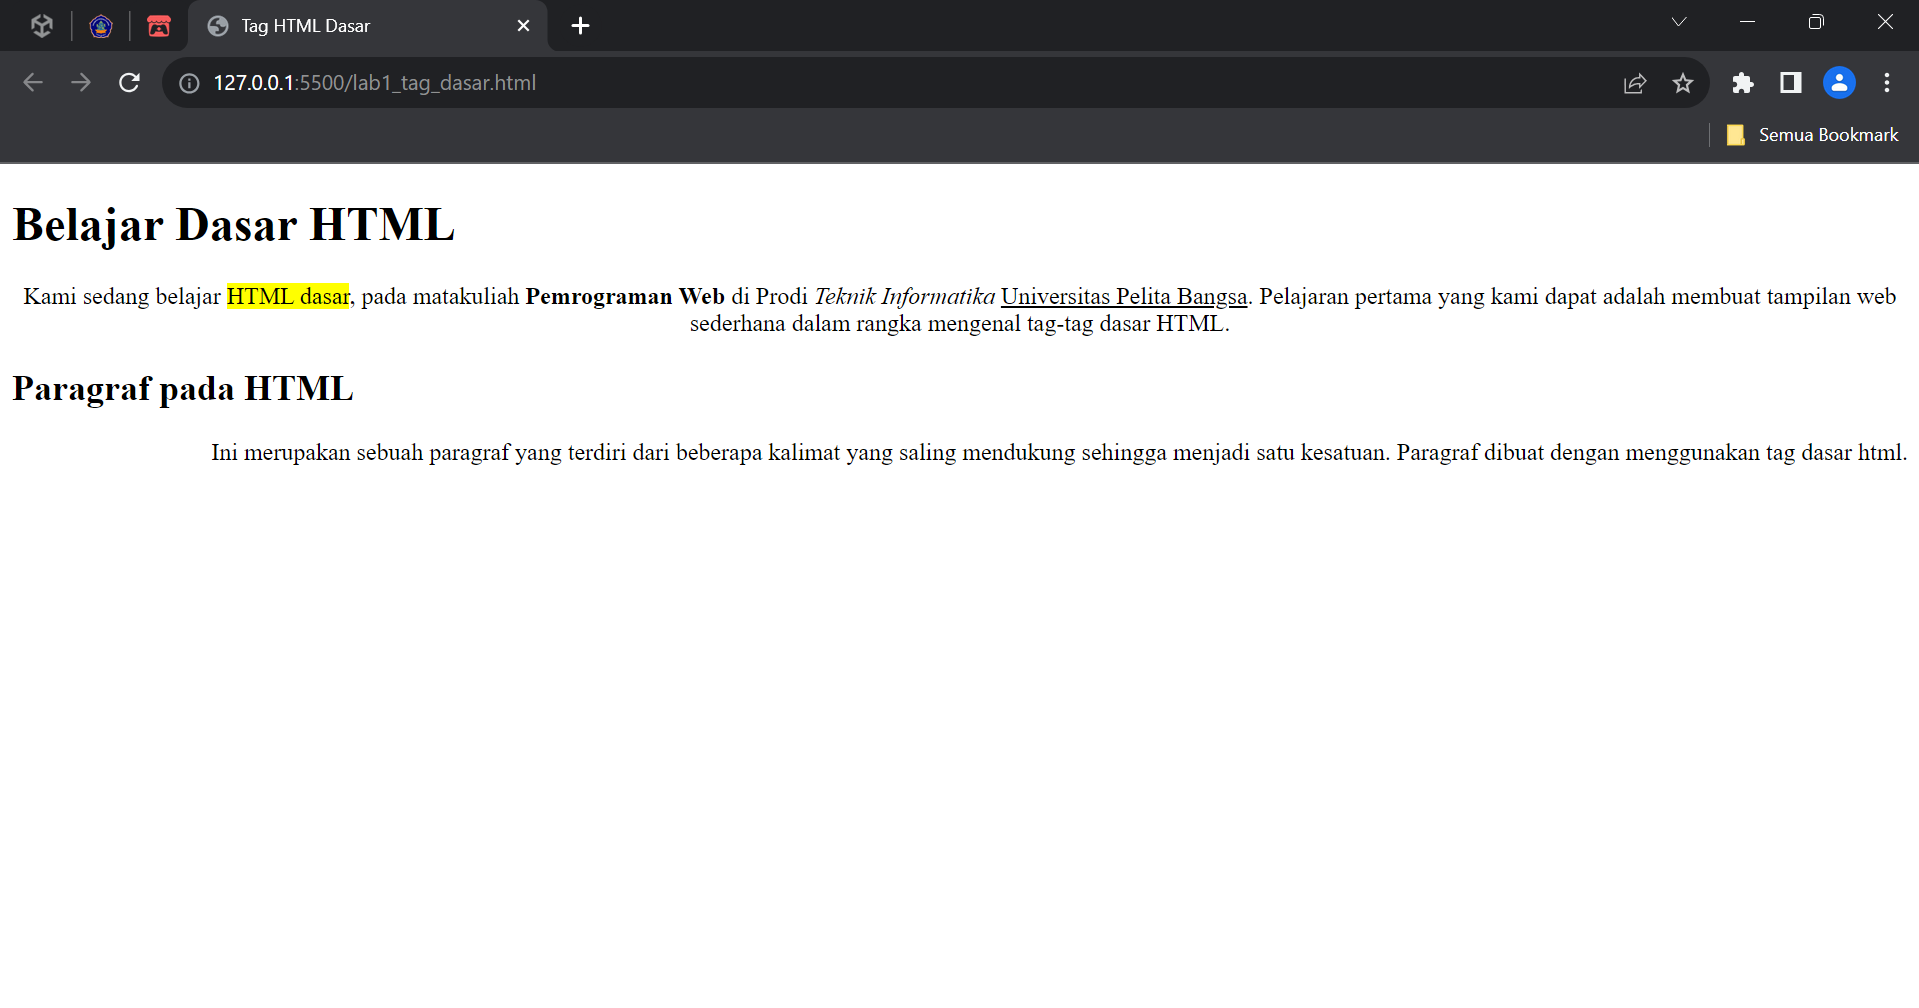 Tag HTML Dasar
127.0.0.1:5500/lab1_tag_dasar.html
Semua Bookmark
Belajar Dasar HTML
Kami sedang belajar HTML dasar, pada matakuliah Pemrograman Web di Prodi Teknik Informatika Universitas Pelita Bangsa. Pelajaran pertama yang kami dapat adalah membuat tampilan web
sederhana dalam rangka mengenal tag-tag dasar HTML.
Paragraf pada HTML
Ini merupakan sebuah paragraf yang terdiri dari beberapa kalimat yang saling mendukung sehingga menjadi satu kesatuan. Paragraf dibuat dengan menggunakan tag dasar html.